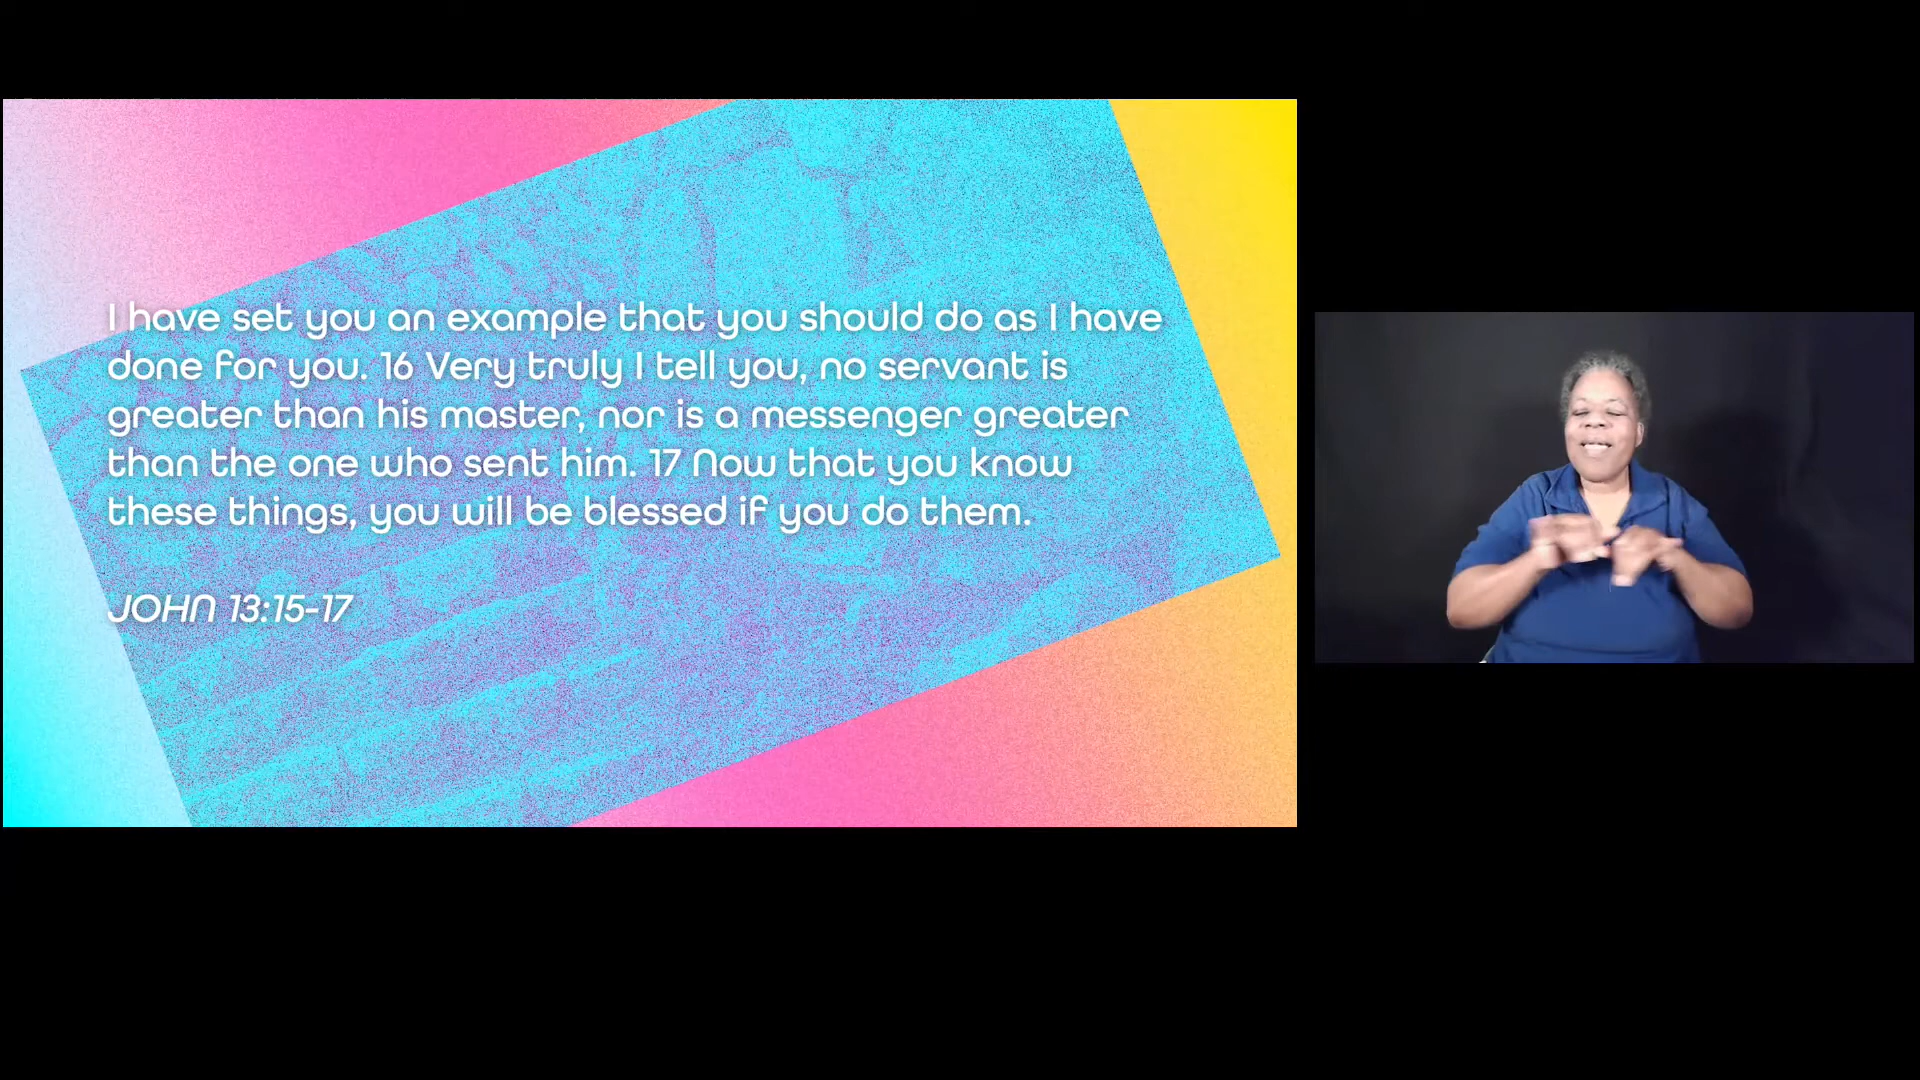 I have set you an example that you should do as I have
done for you. 16 Very truly I tell you, no servant is
greater than his master, nor is a messenger greater
than the one who sent him. 17 Now that you know
these things, you will be blessed if you do them.
JOHN 13:15-17